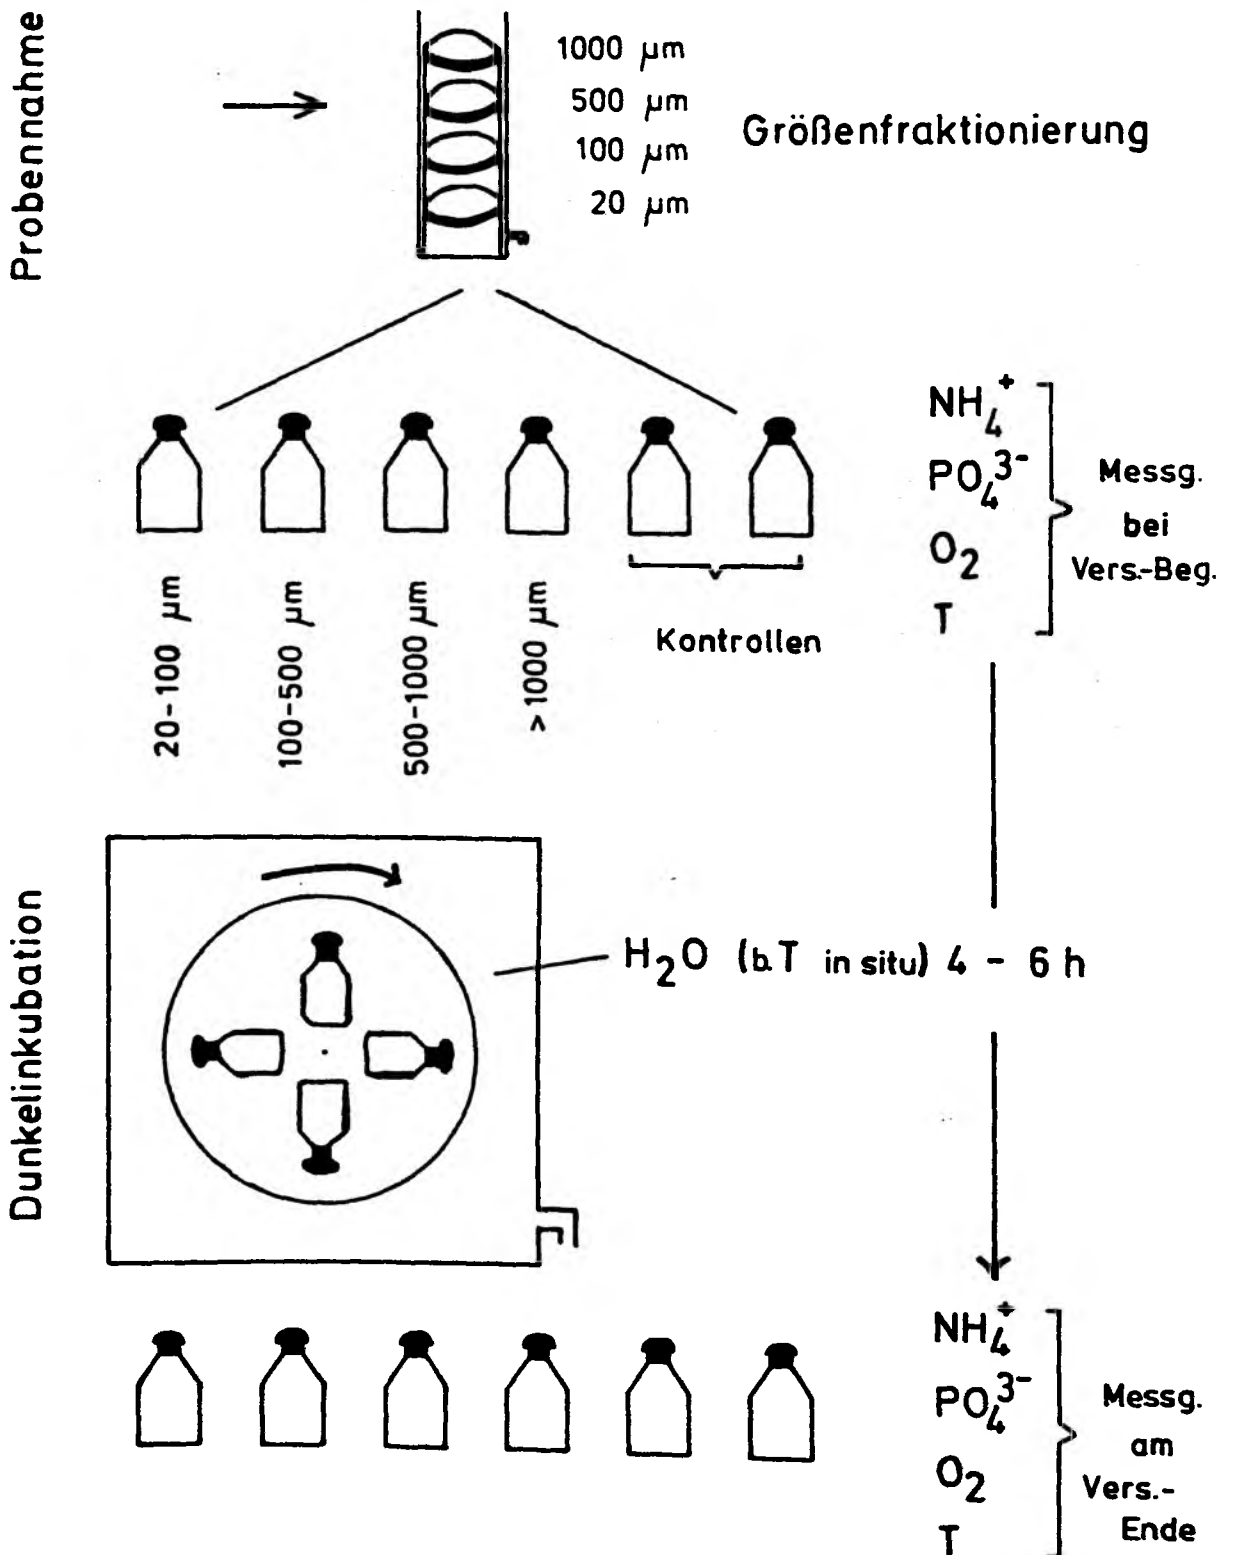 Probennahme
1000 µm
500 µm
100 µm
20 µm
Größenfraktionierung
20-100 µm
100-500 µm
500-1000 µm
>1000 µm
Kontrollen
NH₄⁺
PO₄³⁻
O₂
T
Messg.
bei
Vers.-Beg.
Dunkelinkubation
H₂O (b.T in situ) 4 - 6 h
NH₄⁺
PO₄³⁻
O₂
T
Messg.
am
Vers.-
Ende